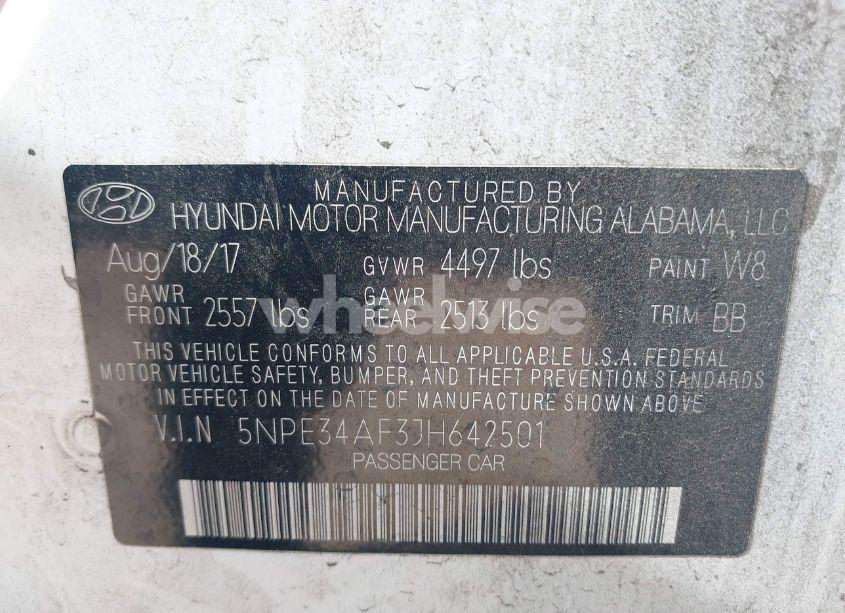 MANUFACTURED BY
HYUNDAI MOTOR MANUFACTURING ALABAMA, LLC
Aug/18/17 GVWR 4497 lbs PAINT W8
GAWR FRONT 2557 lbs GAWR REAR 2513 lbs TRIM BB
wheelwise
THIS VEHICLE CONFORMS TO ALL APPLICABLE U.S.A. FEDERAL
MOTOR VEHICLE SAFETY, BUMPER, AND THEFT PREVENTION STANDARDS
IN EFFECT ON THE DATE OF MANUFACTURE SHOWN ABOVE
V.I.N 5NPE34AF3JH642501
PASSENGER CAR